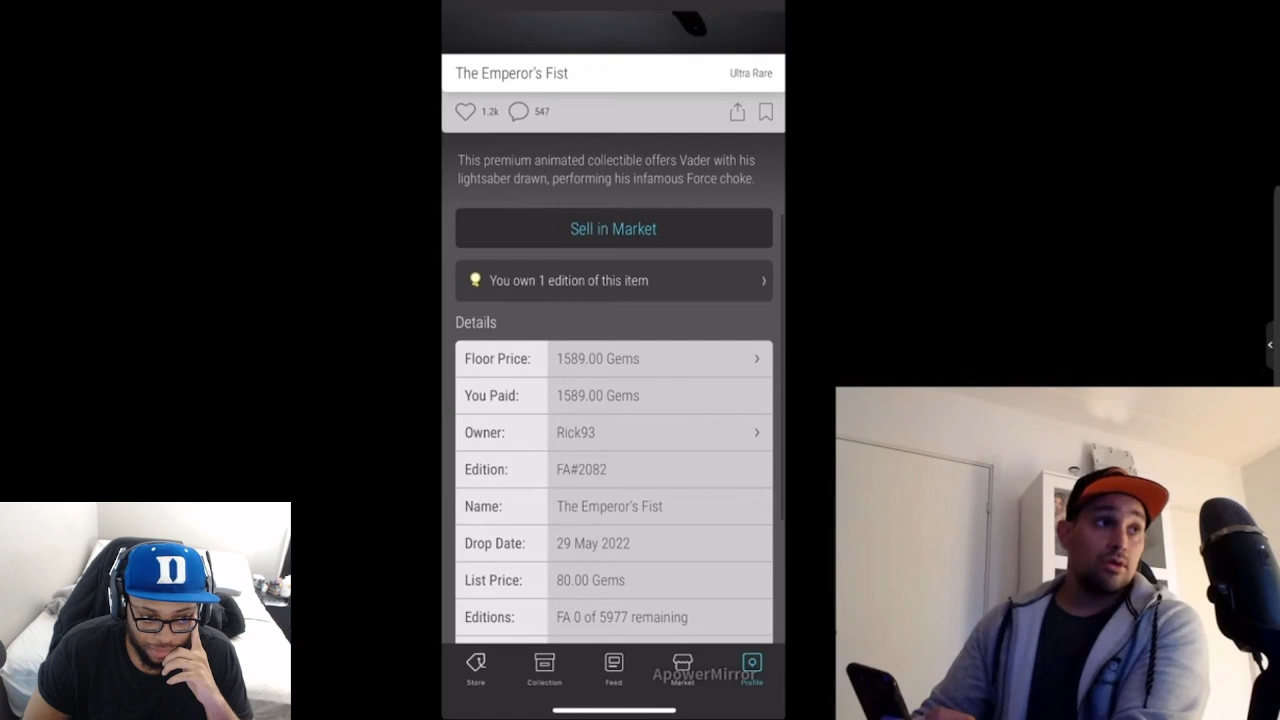 The Emperor's Fist
Ultra Rare
1.2k
547
This premium animated collectible offers Vader with his
lightsaber drawn, performing his infamous Force choke.
Sell in Market
You own 1 edition of this item
Details
Floor Price: 1589.00 Gems
You Paid: 1589.00 Gems
Owner: Rick93
Edition: FA#2082
Name: The Emperor's Fist
Drop Date: 29 May 2022
List Price: 80.00 Gems
Editions: FA 0 of 5977 remaining
Store
Collection
Feed
Market
Profile
ApowerMirror
D